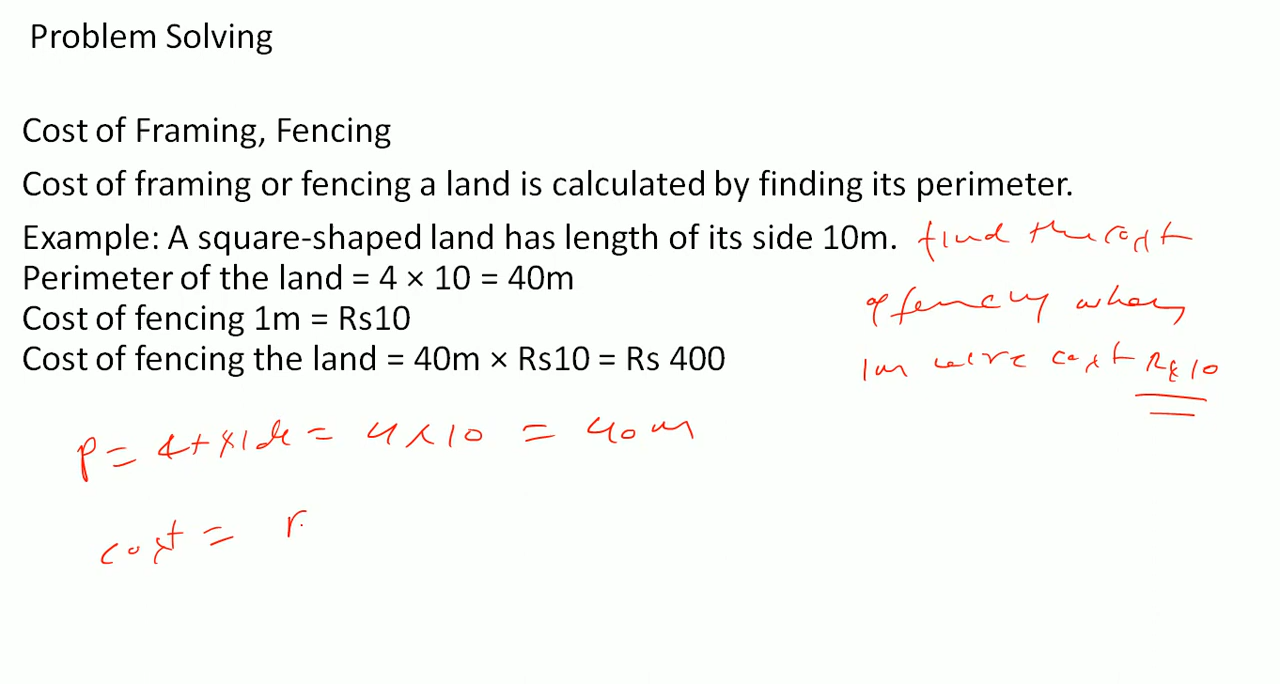 Problem Solving
Cost of Framing, Fencing
Cost of framing or fencing a land is calculated by finding its perimeter.
Example: A square-shaped land has length of its side 10m. find the cost
Perimeter of the land = 4 × 10 = 40m
of fencing when
Cost of fencing 1m = Rs10
Cost of fencing the land = 40m × Rs10 = Rs 400
1m wire cost Rs 10
P = 4 × side = 4 × 10 = 40m
cost =